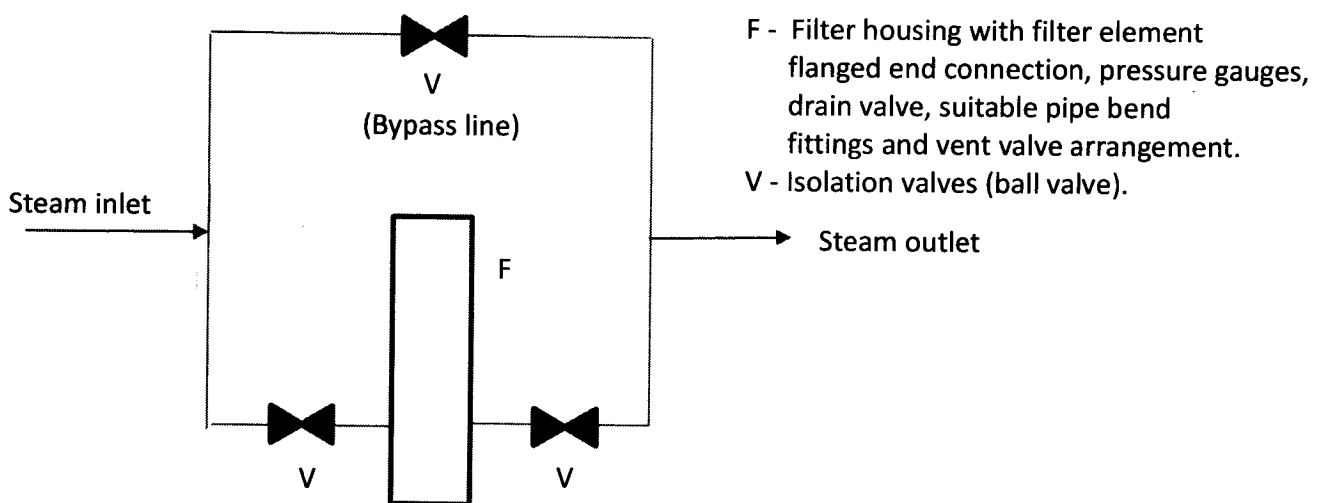 F - Filter housing with filter element
flanged end connection, pressure gauges,
drain valve, suitable pipe bend
fittings and vent valve arrangement.
V - Isolation valves (ball valve).
V
(Bypass line)
Steam inlet
F
Steam outlet
V
V